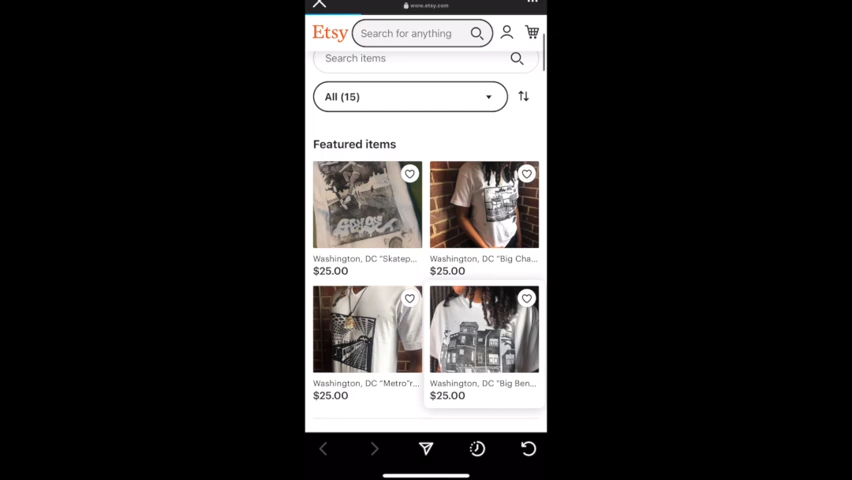 www.etsy.com
Etsy
Search for anything
Search items
All (15)
Featured items
Washington, DC "Skatep...
$25.00
Washington, DC "Big Cha...
$25.00
Washington, DC "Metro"r...
$25.00
Washington, DC "Big Ben...
$25.00